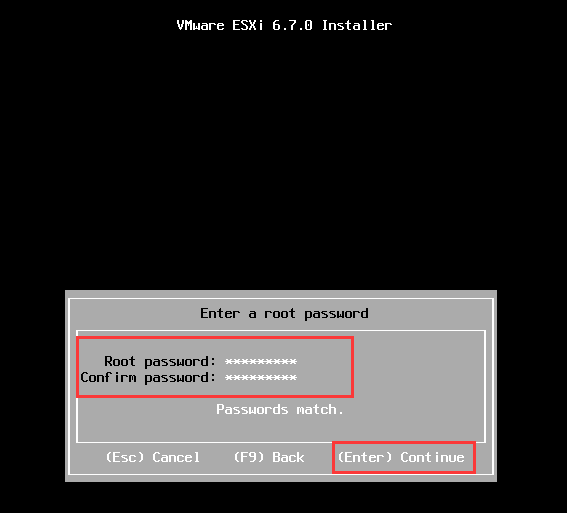 VMware ESXi 6.7.0 Installer
Enter a root password
Root password: *********
Confirm password: *********
Passwords match.
(Esc) Cancel (F9) Back (Enter) Continue